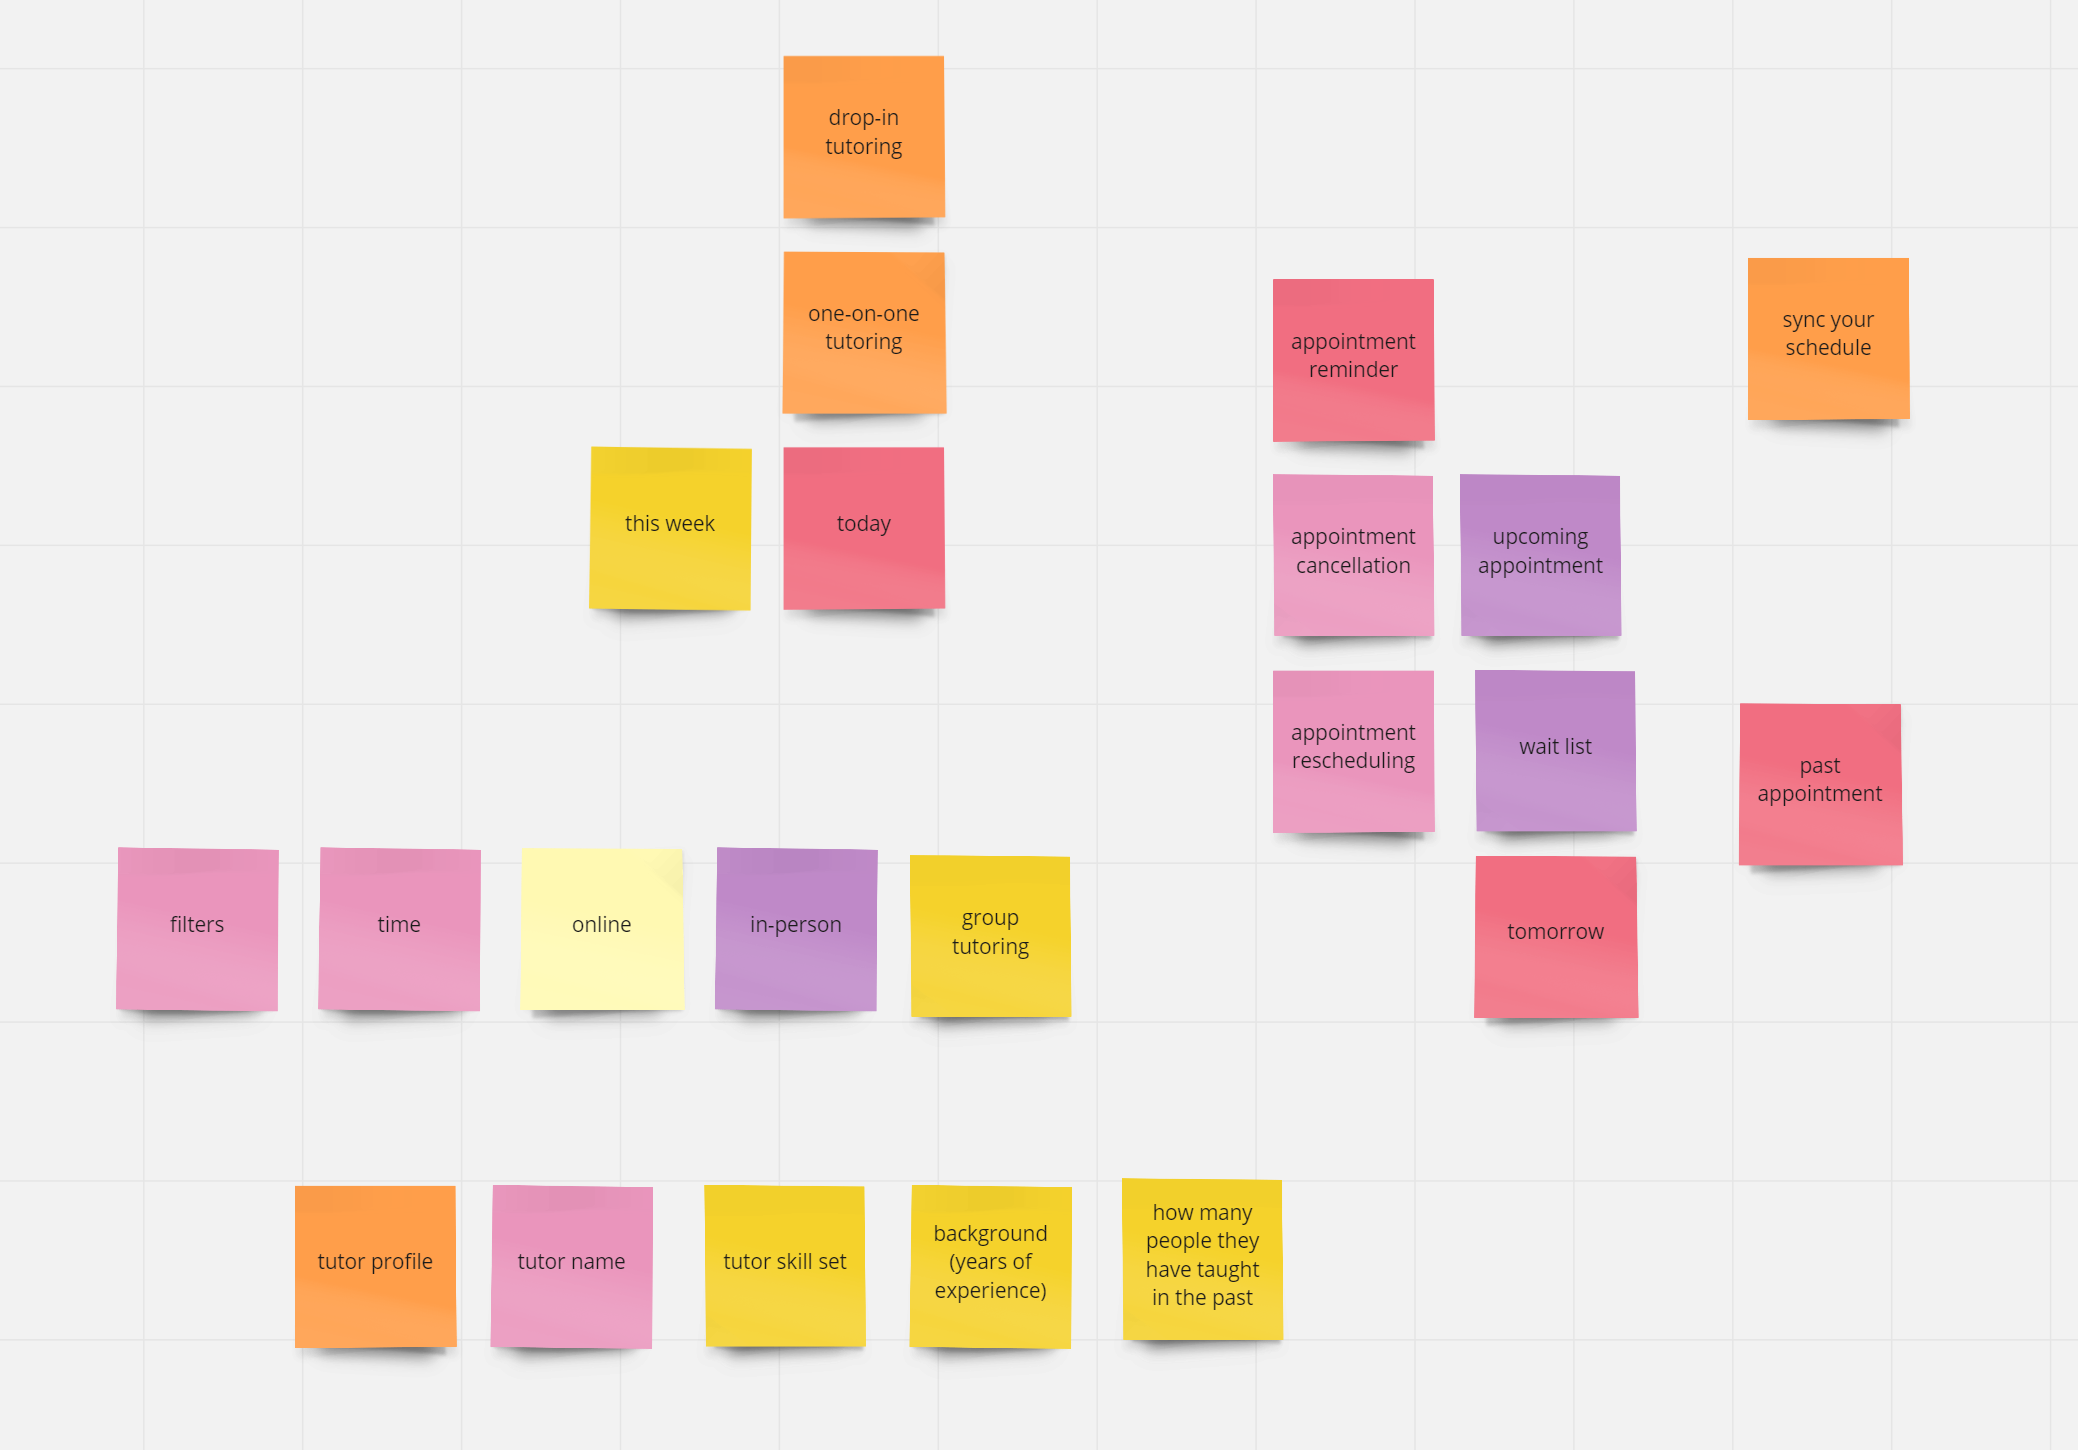 drop-in
tutoring
one-on-one
tutoring
sync your
schedule
appointment
reminder
this week
today
appointment
cancellation
upcoming
appointment
appointment
rescheduling
wait list
past
appointment
filters
time
online
in-person
group
tutoring
tomorrow
tutor profile
tutor name
tutor skill set
background
(years of
experience)
how many
people they
have taught
in the past